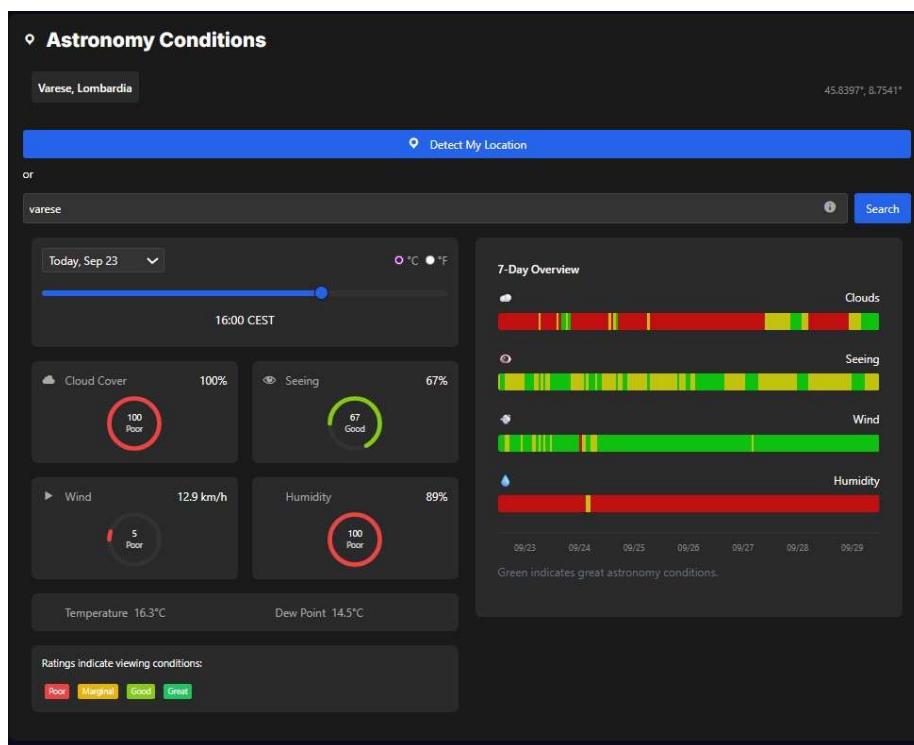 Astronomy Conditions
Varese, Lombardia
45.8397°, 8.7541°
Detect My Location
or
varese
Search
Today, Sep 23
°C
°F
16:00 CEST
Cloud Cover 100%
100
Poor
Seeing 67%
67
Good
Wind 12.9 km/h
5
Poor
Humidity 89%
100
Poor
Temperature 16.3°C
Dew Point 14.5°C
Ratings indicate viewing conditions:
Poor Marginal Good Great
7-Day Overview
Clouds
Seeing
Wind
Humidity
09/23 09/24 09/25 09/26 09/27 09/28 09/29
Green indicates great astronomy conditions.